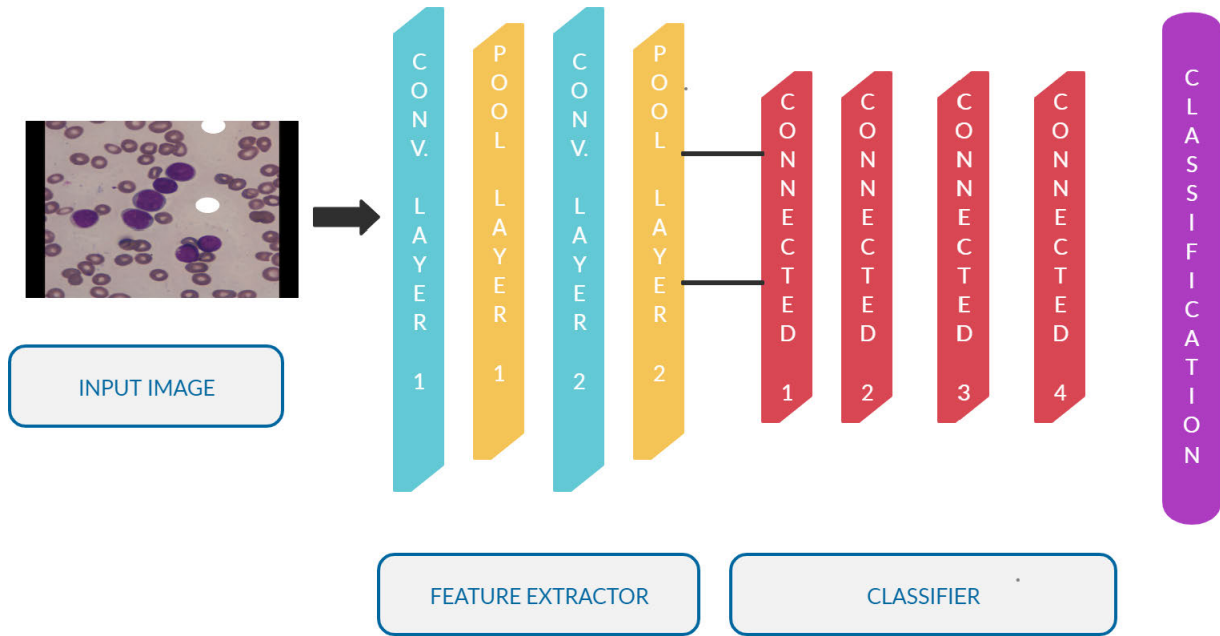 CONV. LAYER 1
POOL LAYER 1
CONV. LAYER 2
POOL LAYER 2
CONNECTED 1
CONNECTED 2
CONNECTED 3
CONNECTED 4
CLASSIFICATION
INPUT IMAGE
FEATURE EXTRACTOR
CLASSIFIER